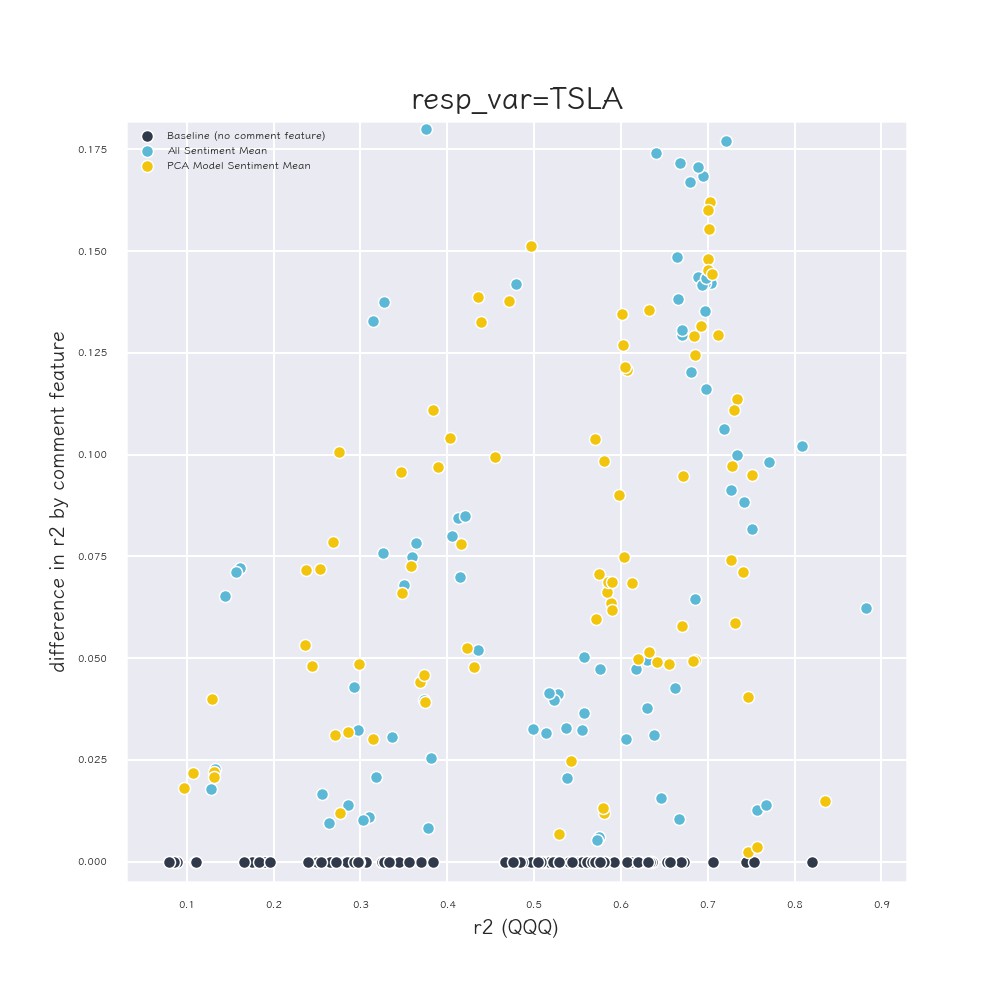 resp_var=TSLA
Baseline (no comment feature)
All Sentiment Mean
PCA Model Sentiment Mean
difference in r2 by comment feature
0.175
0.150
0.125
0.100
0.075
0.050
0.025
0.000
0.1 0.2 0.3 0.4 0.5 0.6 0.7 0.8 0.9
r2 (QQQ)